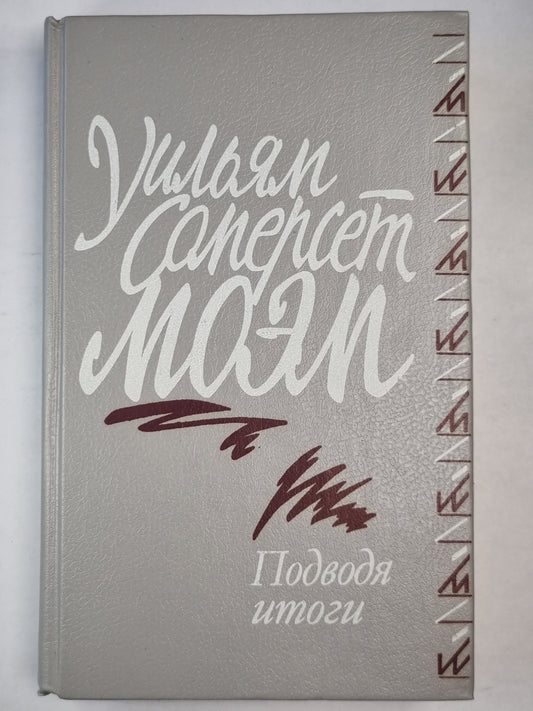 Уильям
Сомерсет
МОЭМ
Подводя
итоги